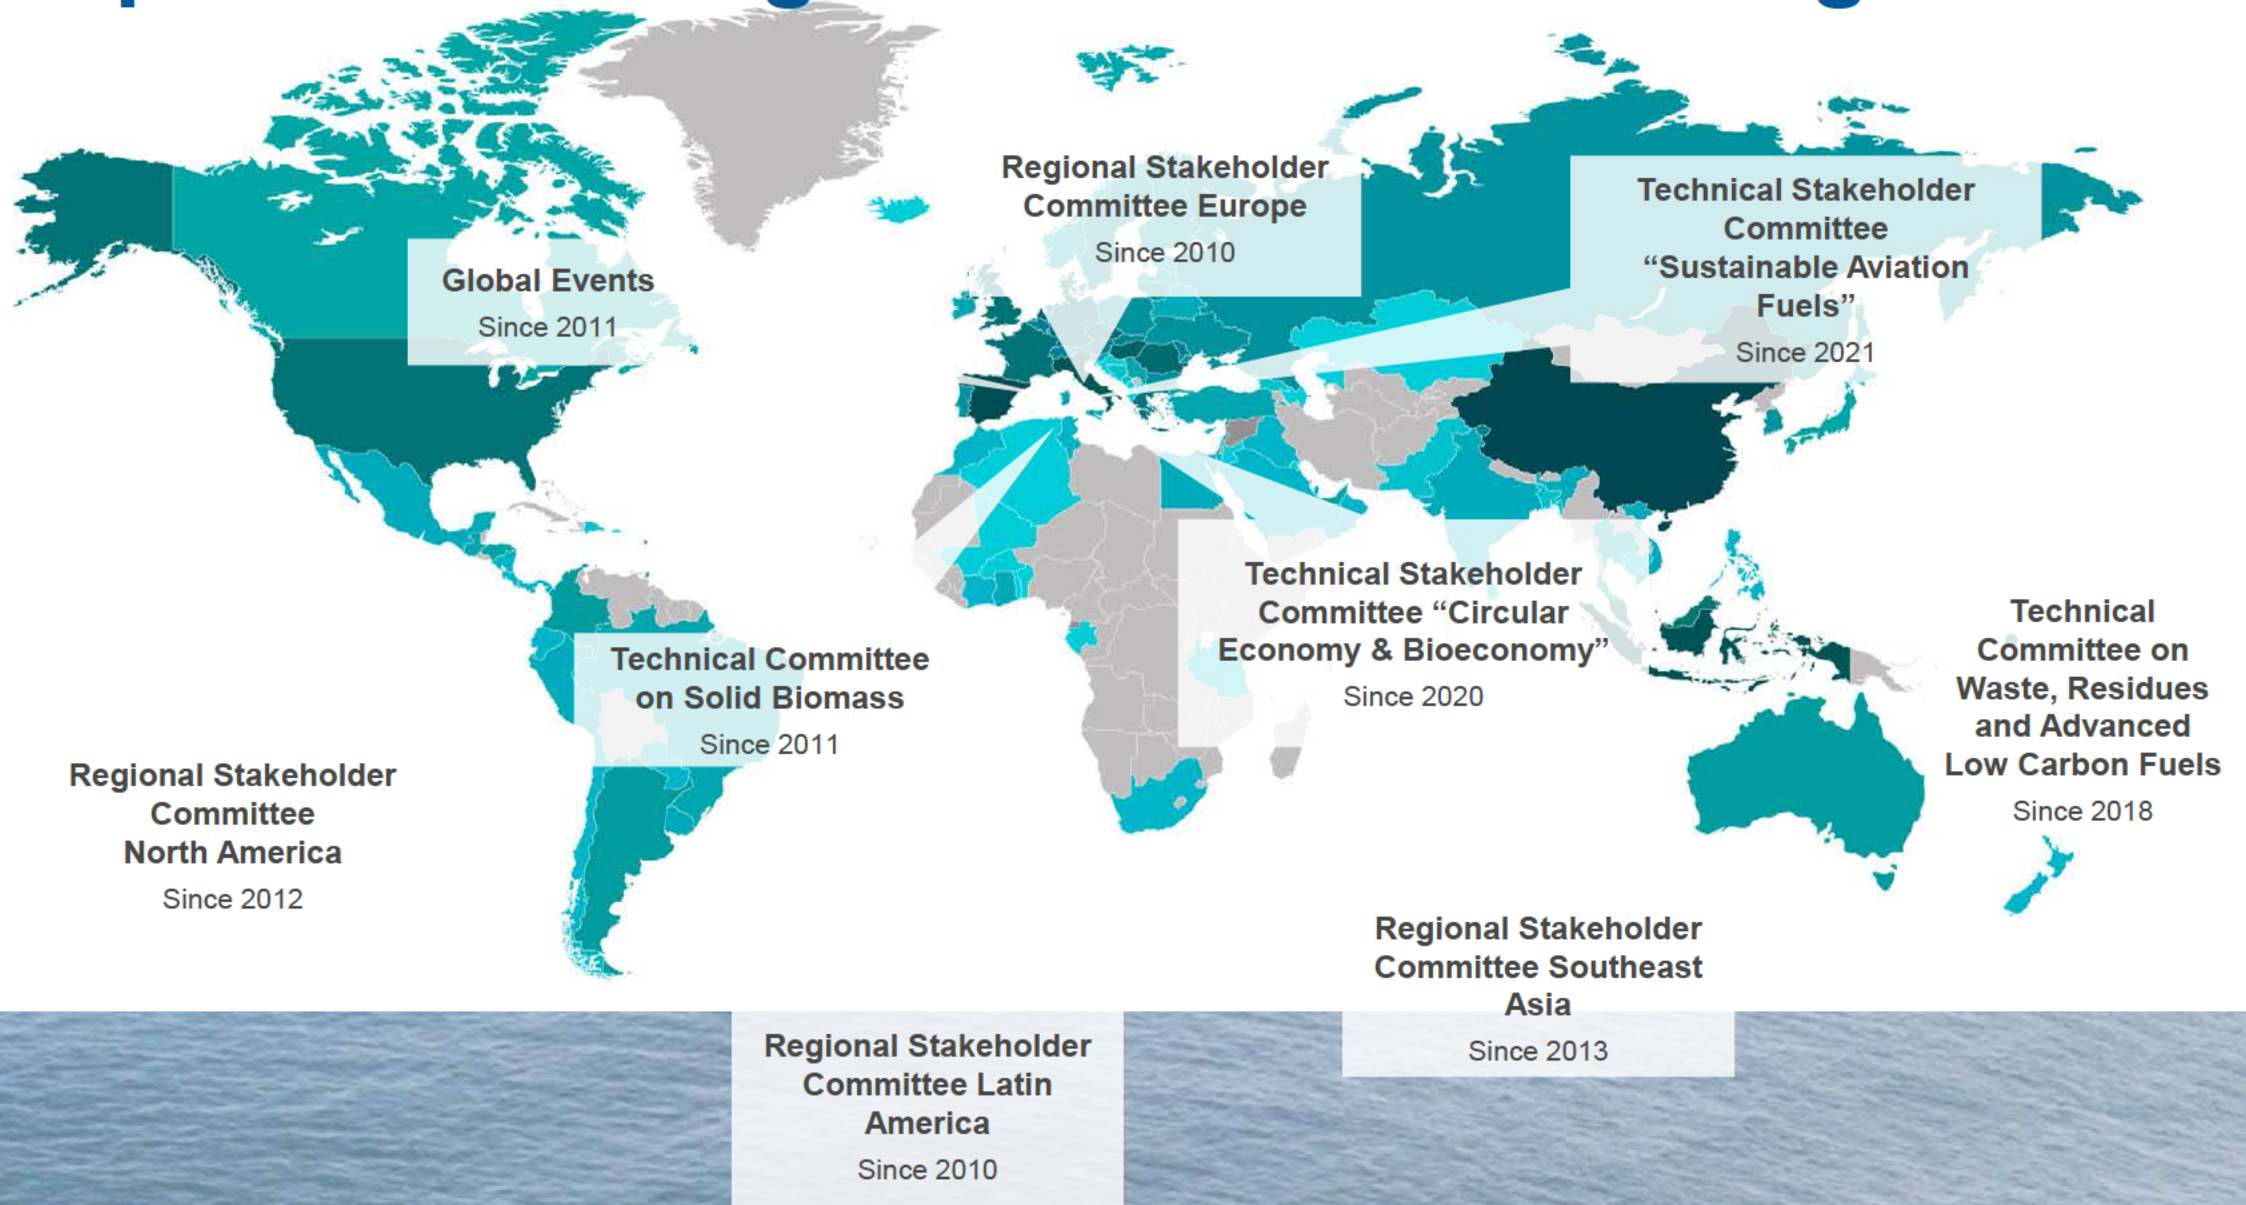 Regional Stakeholder
Committee Europe
Since 2010
Technical Stakeholder
Committee
“Sustainable Aviation
Fuels”
Since 2021
Global Events
Since 2011
Technical Stakeholder
Committee “Circular
Economy & Bioeconomy”
Since 2020
Technical
Committee on
Waste, Residues
and Advanced
Low Carbon Fuels
Since 2018
Technical Committee
on Solid Biomass
Since 2011
Regional Stakeholder
Committee
North America
Since 2012
Regional Stakeholder
Committee Southeast
Asia
Since 2013
Regional Stakeholder
Committee Latin
America
Since 2010